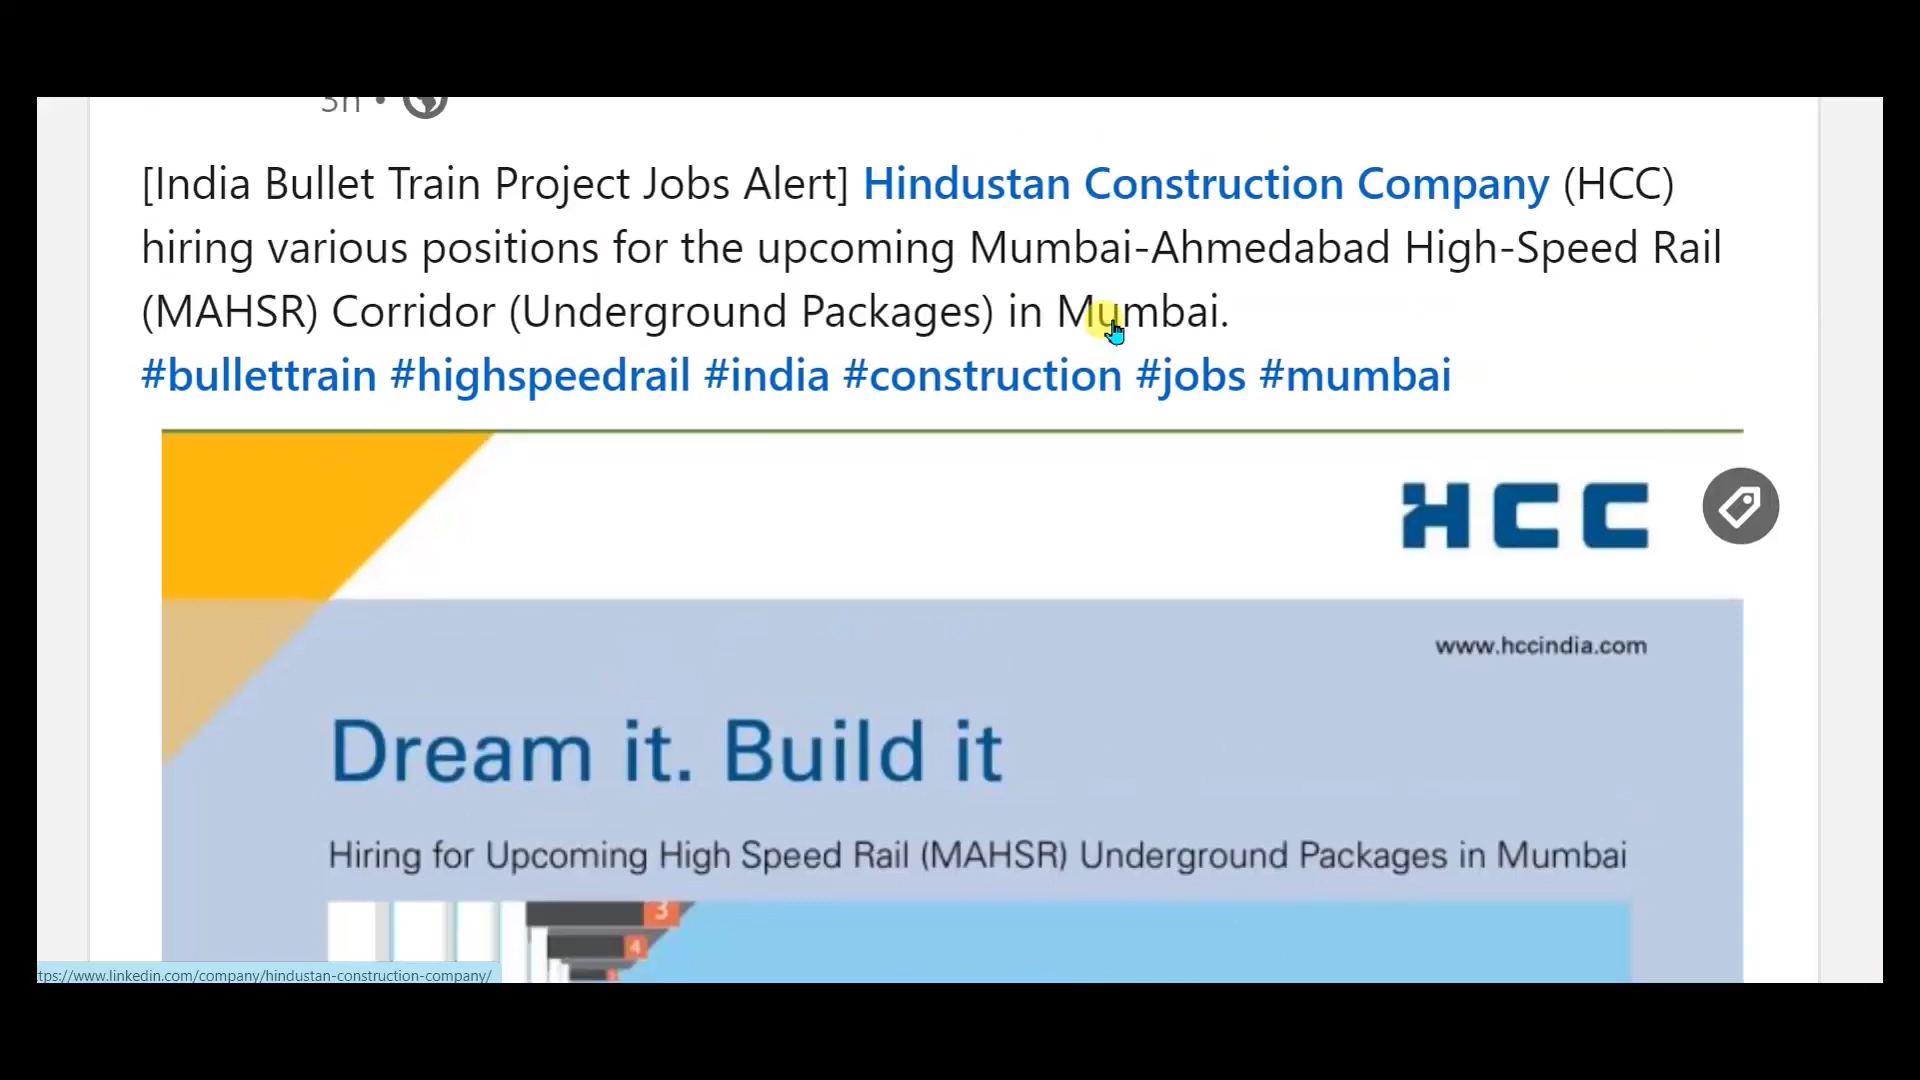 3h •
[India Bullet Train Project Jobs Alert] Hindustan Construction Company (HCC)
hiring various positions for the upcoming Mumbai-Ahmedabad High-Speed Rail
(MAHSR) Corridor (Underground Packages) in Mumbai.
#bullettrain #highspeedrail #india #construction #jobs #mumbai
HCC
www.hccindia.com
Dream it. Build it
Hiring for Upcoming High Speed Rail (MAHSR) Underground Packages in Mumbai
3
4
tps://www.linkedin.com/company/hindustan-construction-company/